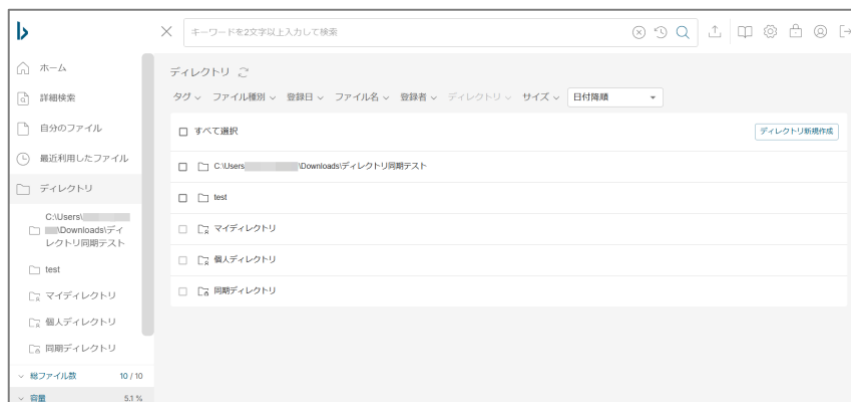 キーワードを2文字以上入力して検索
ホーム
詳細検索
自分のファイル
最近利用したファイル
ディレクトリ
C:\Users\
\Downloads\ディ
レクトリ同期テスト
test
マイディレクトリ
個人ディレクトリ
同期ディレクトリ
総ファイル数 10 / 10
容量 5.1 %
ディレクトリ
タグ ファイル種別 登録日 ファイル名 登録者 ディレクトリ サイズ 日付降順
すべて選択 ディレクトリ新規作成
C:\Users \Downloads\ディレクトリ同期テスト
test
マイディレクトリ
個人ディレクトリ
同期ディレクトリ